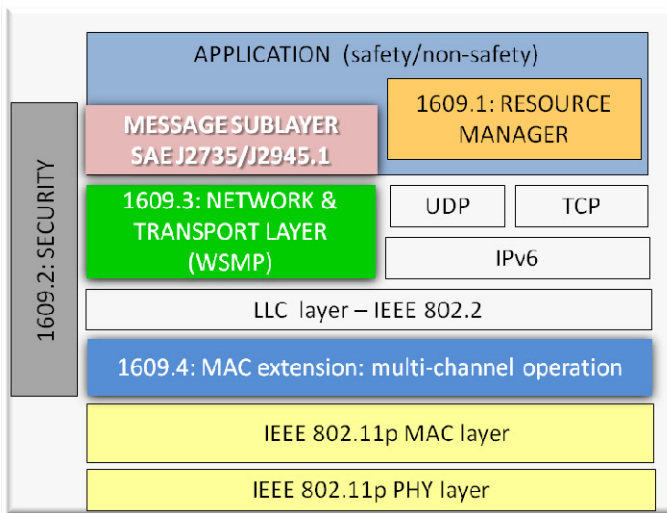 APPLICATION (safety/non-safety)
1609.1: RESOURCE
MANAGER
MESSAGE SUBLAYER
SAE J2735/J2945.1
1609.2: SECURITY
1609.3: NETWORK &
TRANSPORT LAYER
(WSMP)
UDP
TCP
IPv6
LLC layer – IEEE 802.2
1609.4: MAC extension: multi-channel operation
IEEE 802.11p MAC layer
IEEE 802.11p PHY layer